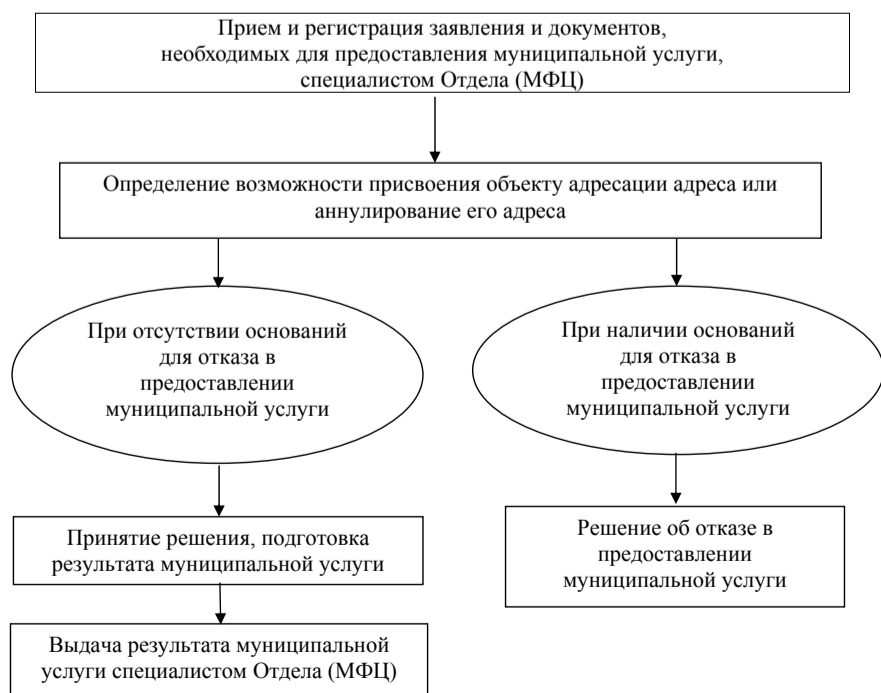 Прием и регистрация заявления и документов,
необходимых для предоставления муниципальной услуги,
специалистом Отдела (МФЦ)
Определение возможности присвоения объекту адресации адреса или
аннулирование его адреса
При отсутствии оснований
для отказа в
предоставлении
муниципальной услуги
При наличии оснований
для отказа в
предоставлении
муниципальной услуги
Принятие решения, подготовка
результата муниципальной услуги
Решение об отказе в
предоставлении
муниципальной услуги
Выдача результата муниципальной
услуги специалистом Отдела (МФЦ)